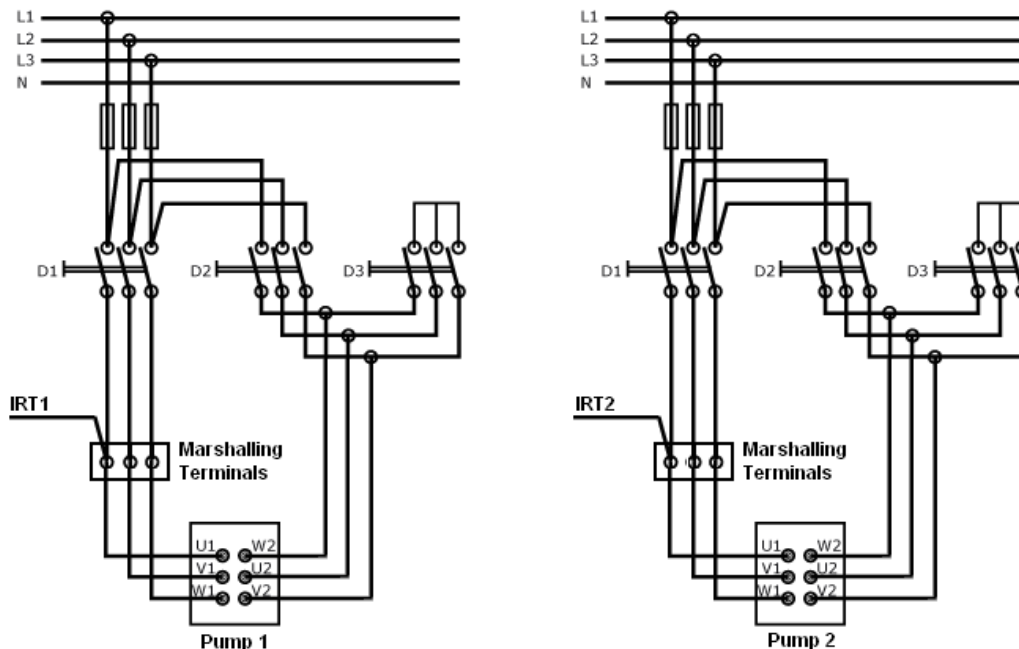 L1
L2
L3
N
D1
D2
D3
IRT1
Marshalling
Terminals
U1 W2
V1 U2
W1 V2
Pump 1
L1
L2
L3
N
D1
D2
D3
IRT2
Marshalling
Terminals
U1 W2
V1 U2
W1 V2
Pump 2